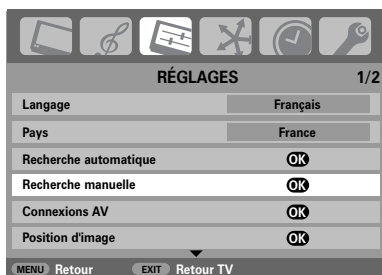 RÉGLAGES 1/2
Langage Français
Pays France
Recherche automatique OK
Recherche manuelle OK
Connexions AV OK
Position d'image OK
MENU Retour EXIT Retour TV